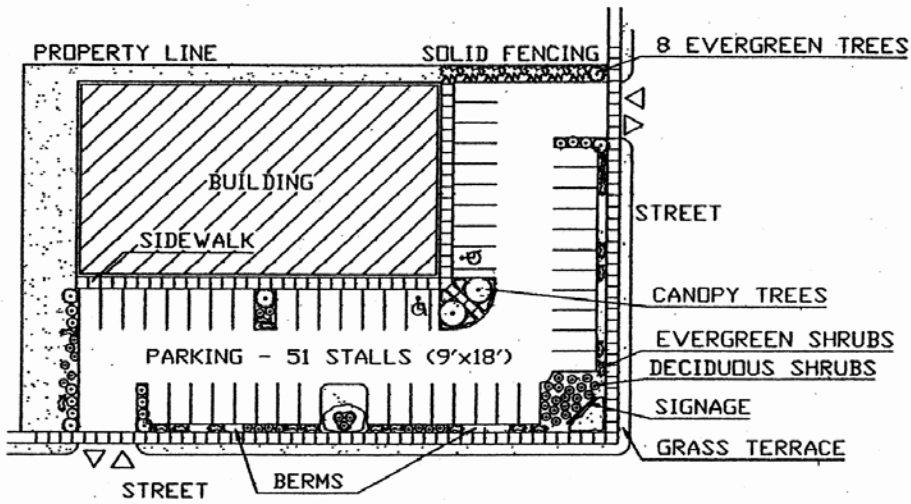 PROPERTY LINE
SOLID FENCING
8 EVERGREEN TREES
BUILDING
STREET
SIDEWALK
CANOPY TREES
PARKING - 51 STALLS (9'x18')
EVERGREEN SHRUBS
DECIDUOUS SHRUBS
SIGNAGE
GRASS TERRACE
BERMS
STREET